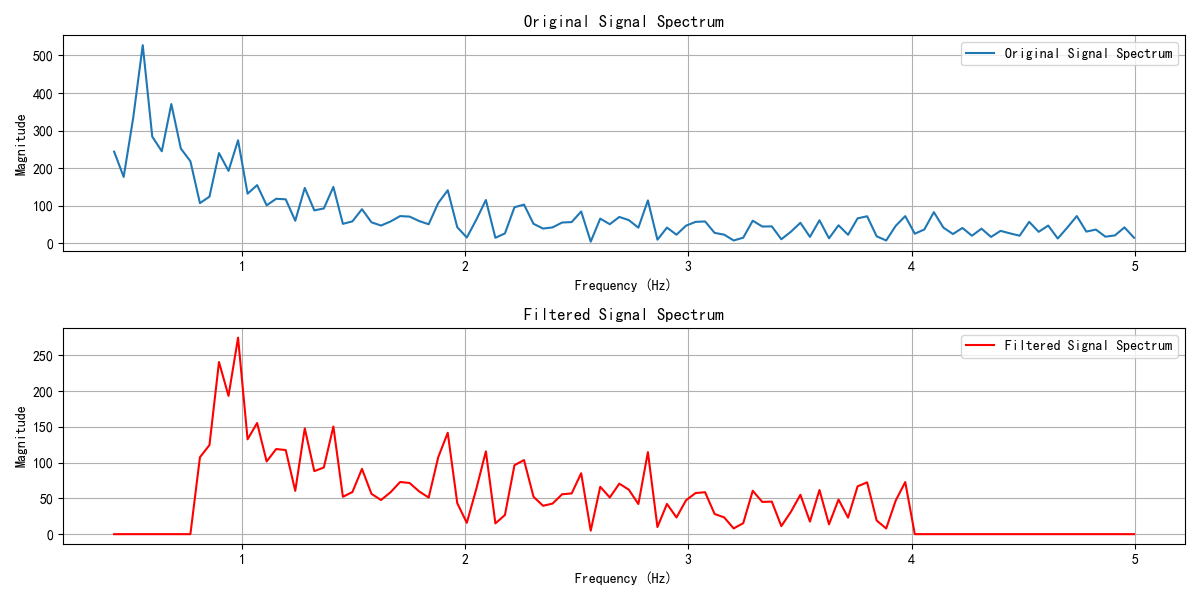 Original Signal Spectrum
500
400
300
200
100
0
Magnitude
Original Signal Spectrum
1 2 3 4 5
Frequency (Hz)
Filtered Signal Spectrum
250
200
150
100
50
0
Magnitude
Filtered Signal Spectrum
1 2 3 4 5
Frequency (Hz)